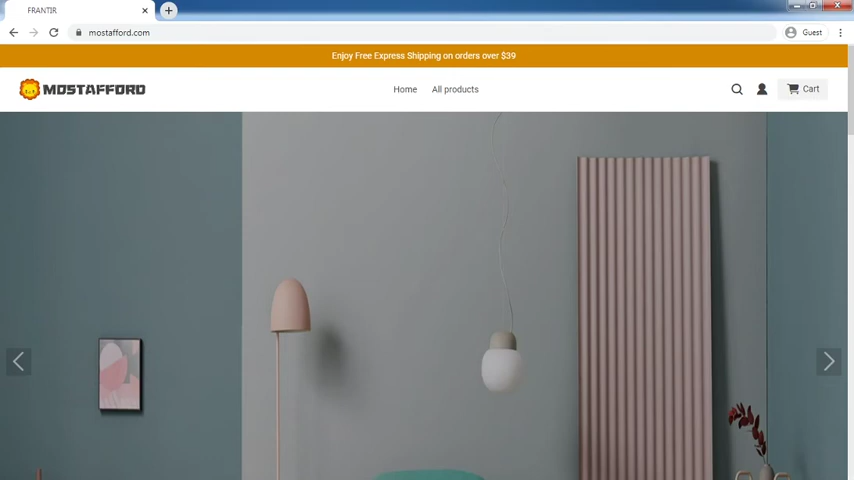 FRANTIR
mostafford.com
Guest
Enjoy Free Express Shipping on orders over $39
MOSTAFFORD
Home
All products
Cart